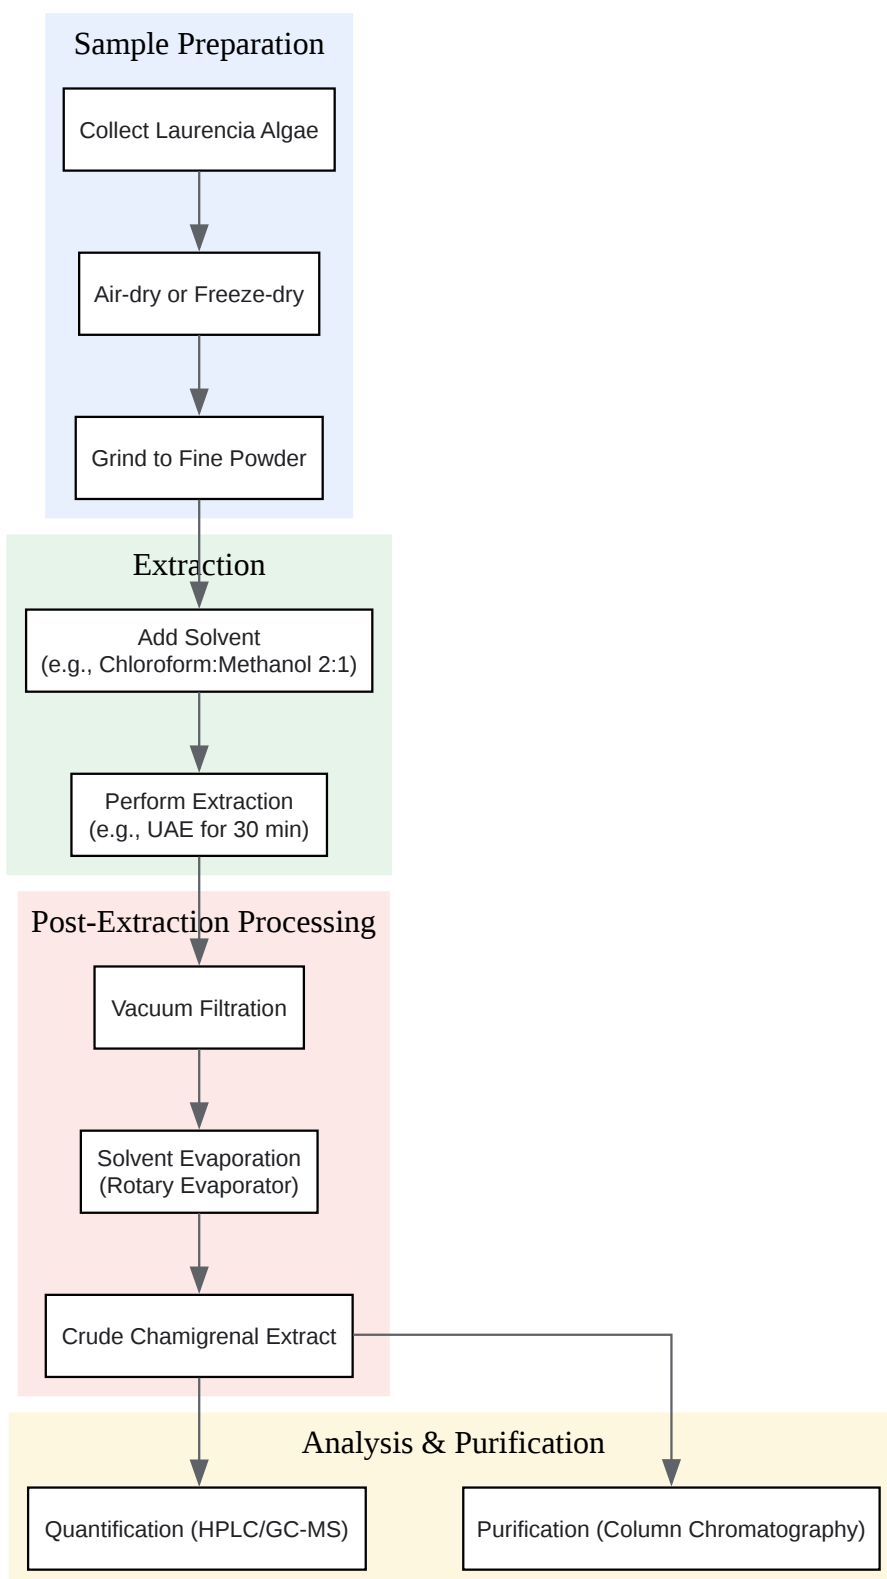 Sample Preparation
Collect Laurencia Algae
Air-dry or Freeze-dry
Grind to Fine Powder
Extraction
Add Solvent
(e.g., Chloroform:Methanol 2:1)
Perform Extraction
(e.g., UAE for 30 min)
Post-Extraction Processing
Vacuum Filtration
Solvent Evaporation
(Rotary Evaporator)
Crude Chamigrenal Extract
Analysis & Purification
Quantification (HPLC/GC-MS)
Purification (Column Chromatography)